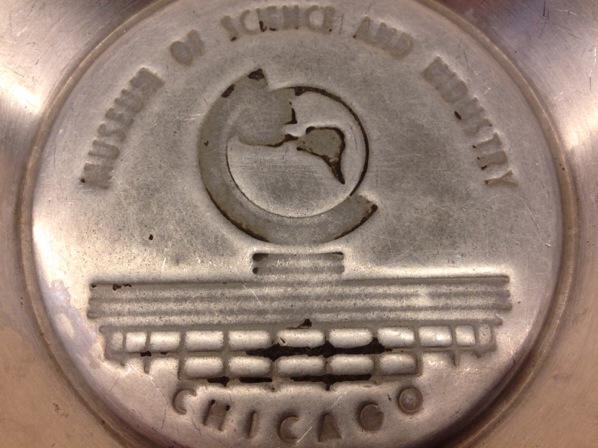 MUSEUM OF SCIENCE AND INDUSTRY
CHICAGO